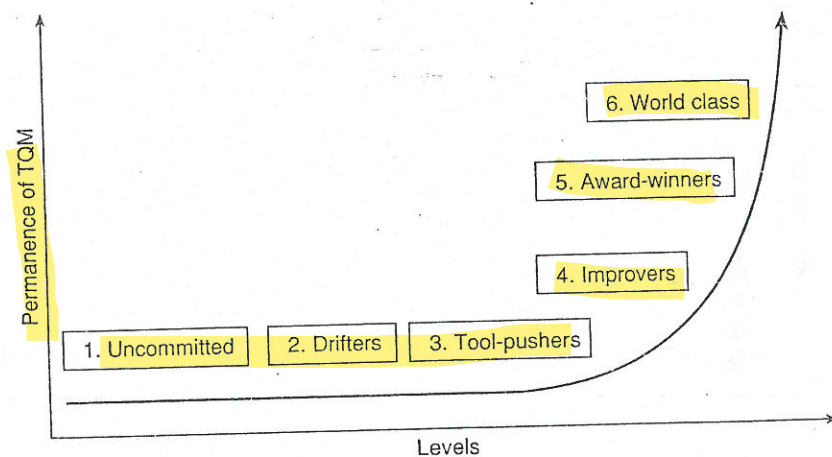 6. World class
5. Award-winners
4. Improvers
Permanence of TQM
1. Uncommitted
2. Drifters
3. Tool-pushers
Levels